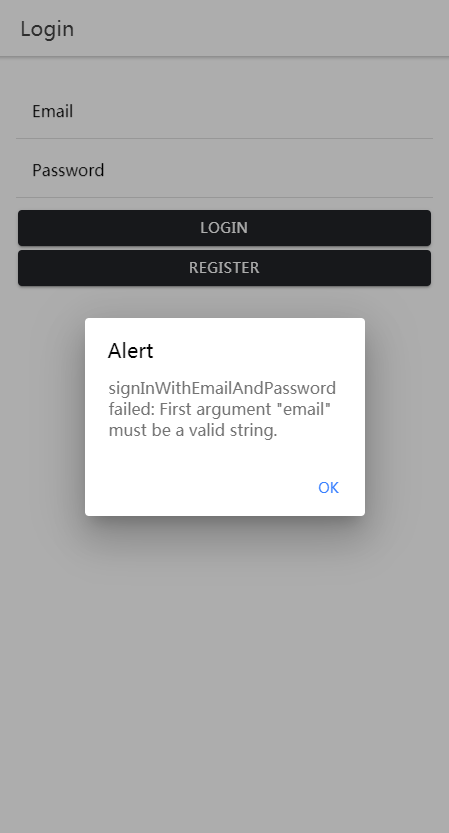 Login
Email
Password
LOGIN
REGISTER
Alert
signInWithEmailAndPassword
failed: First argument "email"
must be a valid string.
OK